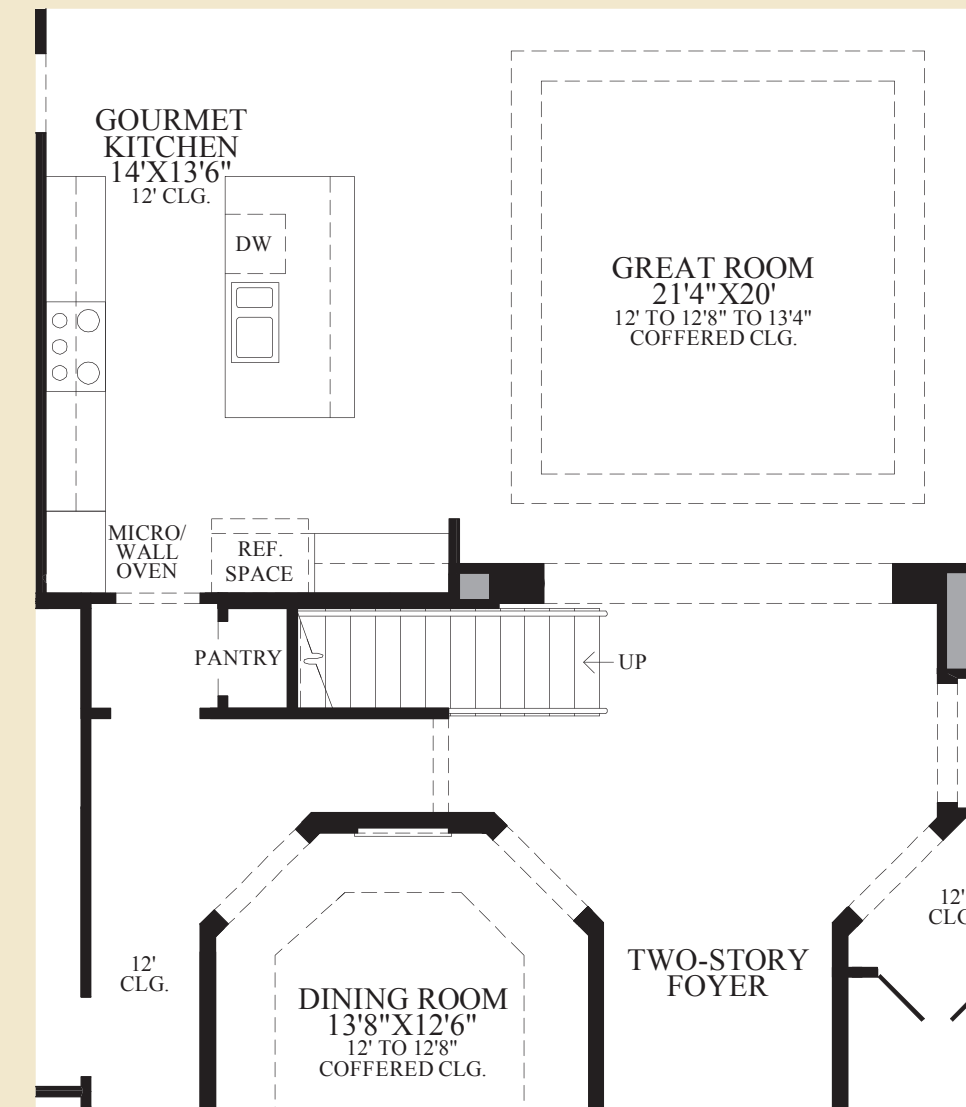 GOURMET
KITCHEN
14'X13'6"
12' CLG.
DW
GREAT ROOM
21'4"X20'
12' TO 12'8" TO 13'4"
COFFERED CLG.
MICRO/
WALL
OVEN
REF.
SPACE
PANTRY
UP
12'
CLG.
DINING ROOM
13'8"X12'6"
12' TO 12'8"
COFFERED CLG.
TWO-STORY
FOYER
12'